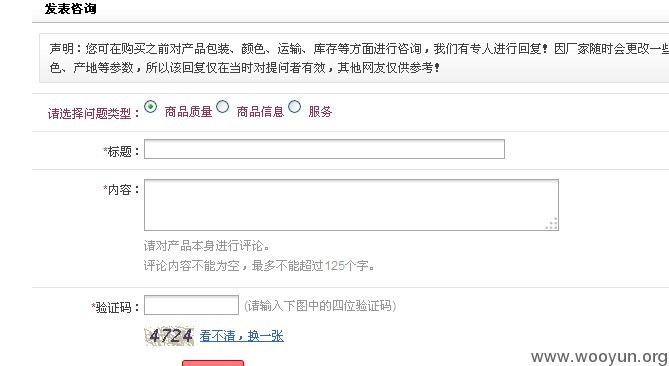 发表咨询
声明：您可在购买之前对产品包装、颜色、运输、库存等方面进行咨询，我们有专人进行回复！因厂家随时会更改一些
色、产地等参数，所以该回复仅在当时对提问者有效，其他网友仅供参考！
请选择问题类型： 商品质量 商品信息 服务
*标题：
*内容：
请对产品本身进行评论。
评论内容不能为空，最多不能超过125个字。
*验证码： (请输入下图中的四位验证码)
4724 看不清，换一张
www.wooyun.org